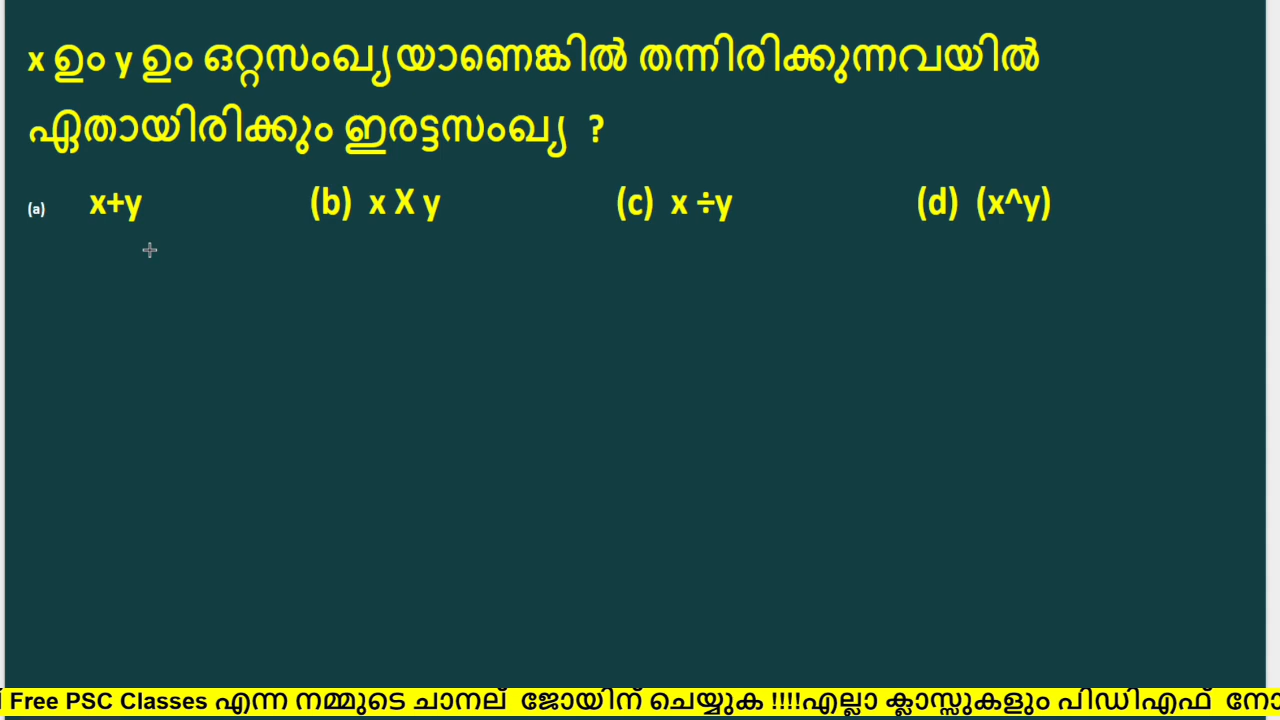 x ഉം y ഉം ഒറ്റസംഖ്യയാണെങ്കിൽ തന്നിരിക്കുന്നവയിൽ
ഏതായിരിക്കും ഇരട്ടസംഖ്യ ?
(a) x+y (b) x X y (c) x ÷y (d) (x^y)
Free PSC Classes എന്ന നമ്മുടെ ചാനല് ജോയിന് ചെയ്യുക !!!!എല്ലാ ക്ലാസ്സുകളും പിഡിഎഫ്